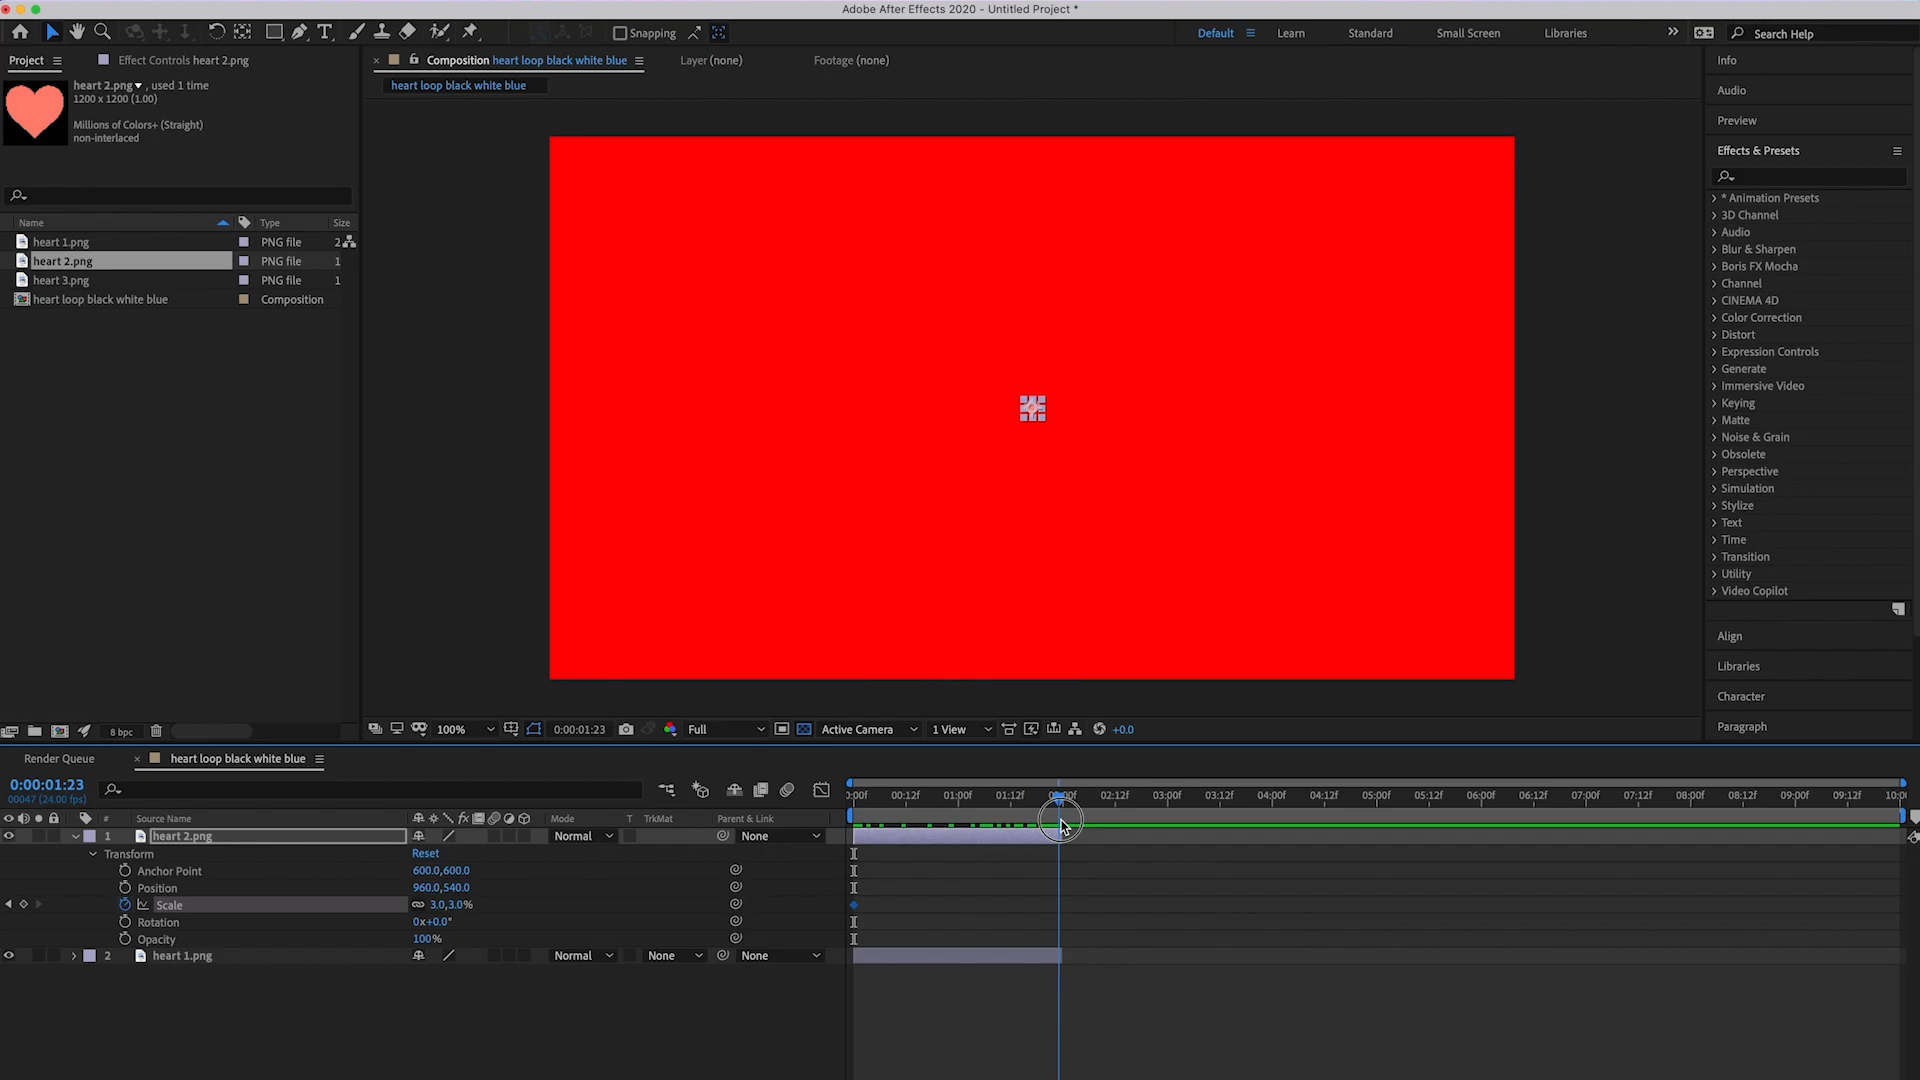 Adobe After Effects 2020 - Untitled Project *
Snapping
Default
Learn
Standard
Small Screen
Libraries
Search Help
Project
Effect Controls heart 2.png
Composition heart loop black white blue
Layer (none)
Footage (none)
heart loop black white blue
heart 2.png , used 1 time
1200 x 1200 (1.00)
Millions of Colors+ (Straight)
non-interlaced
Name
Type
Size
heart 1.png
PNG file
2
heart 2.png
PNG file
1
heart 3.png
PNG file
1
heart loop black white blue
Composition
8 bpc
100%
0:00:01:23
Full
Active Camera
1 View
+0.0
Info
Audio
Preview
Effects & Presets
* Animation Presets
3D Channel
Audio
Blur & Sharpen
Boris FX Mocha
Channel
CINEMA 4D
Color Correction
Distort
Expression Controls
Generate
Immersive Video
Keying
Matte
Noise & Grain
Obsolete
Perspective
Simulation
Stylize
Text
Time
Transition
Utility
Video Copilot
Align
Libraries
Character
Paragraph
Render Queue
heart loop black white blue
0:00:01:23
00047 (24.00 fps)
00:12f
01:00f
01:12f
02:12f
03:00f
03:12f
04:00f
04:12f
05:00f
05:12f
06:00f
06:12f
07:00f
07:12f
08:00f
08:12f
09:00f
09:12f
#
Source Name
Mode
T
TrkMat
Parent & Link
1
heart 2.png
Normal
None
Transform
Reset
Anchor Point
600.0,600.0
Position
960.0,540.0
Scale
3.0,3.0%
Rotation
0x+0.0°
Opacity
100%
2
heart 1.png
Normal
None
None